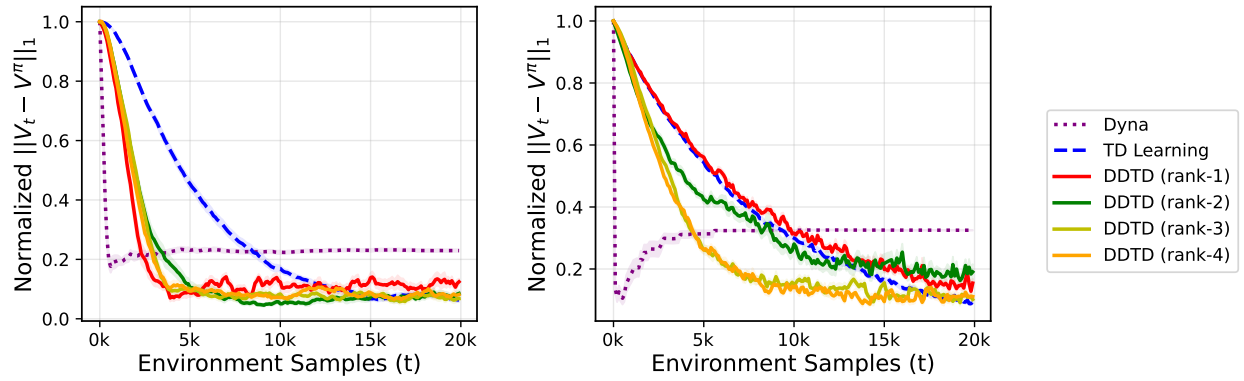 Normalized ||V_t − V^π||_1
1.0
0.8
0.6
0.4
0.2
0.0
0k
5k
10k
15k
20k
Environment Samples (t)
Normalized ||V_t − V^π||_1
1.0
0.8
0.6
0.4
0.2
0k
5k
10k
15k
20k
Environment Samples (t)
Dyna
TD Learning
DDTD (rank-1)
DDTD (rank-2)
DDTD (rank-3)
DDTD (rank-4)